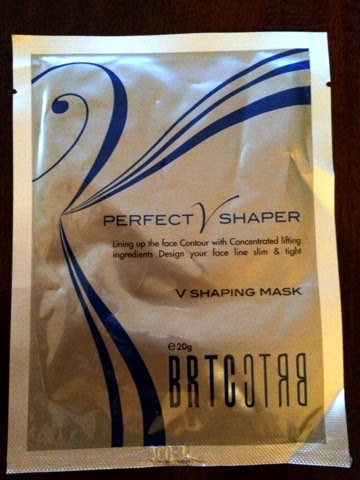 PERFECT V SHAPER
Lining up the face Contour with Concentrated lifting
ingredients Design your face line slim & tight
V SHAPING MASK
℮20g
BRTC